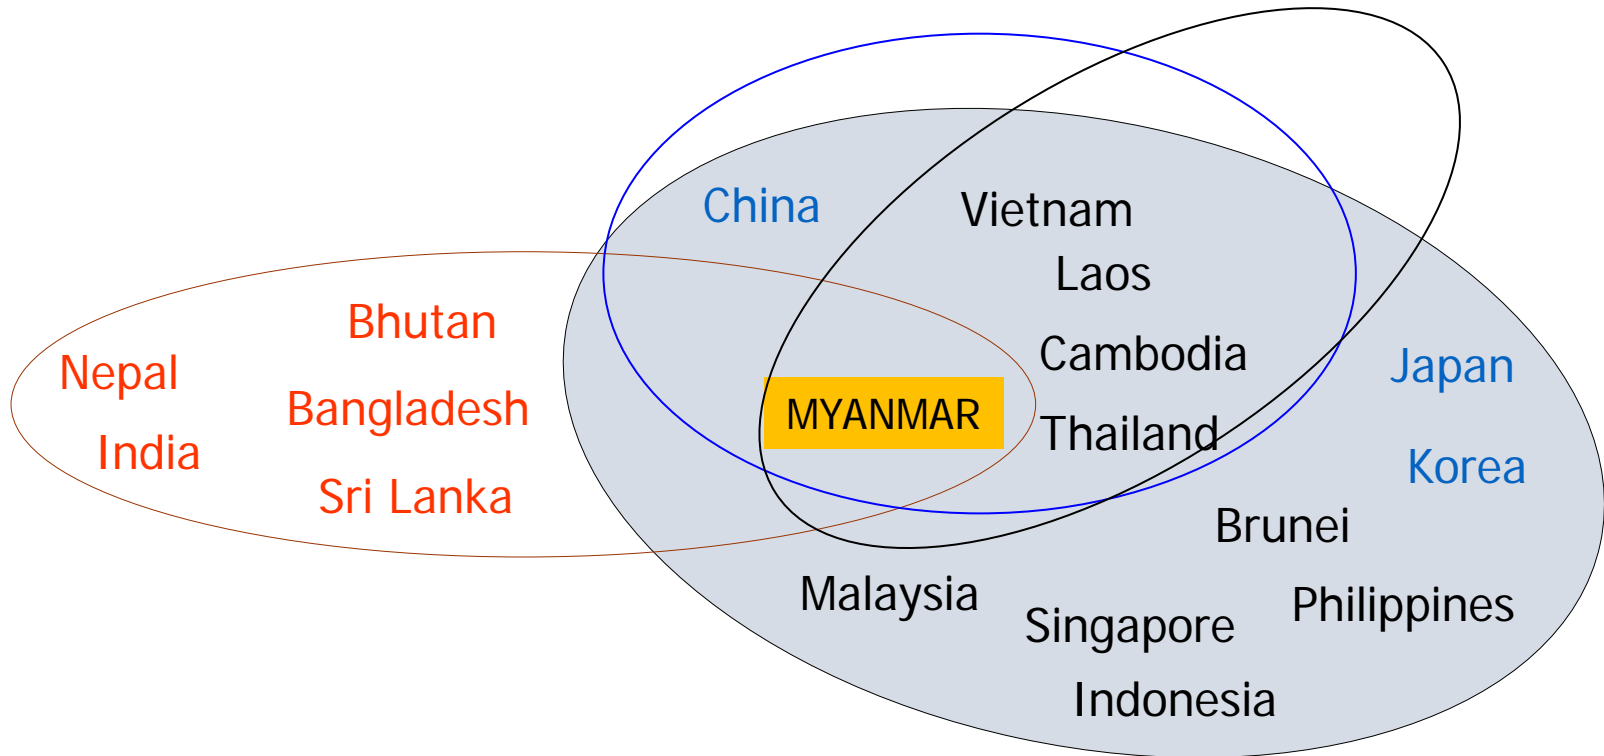 China
Vietnam
Laos
Bhutan
Nepal
Cambodia
Japan
Bangladesh
MYANMAR
Thailand
India
Korea
Sri Lanka
Brunei
Malaysia
Philippines
Singapore
Indonesia